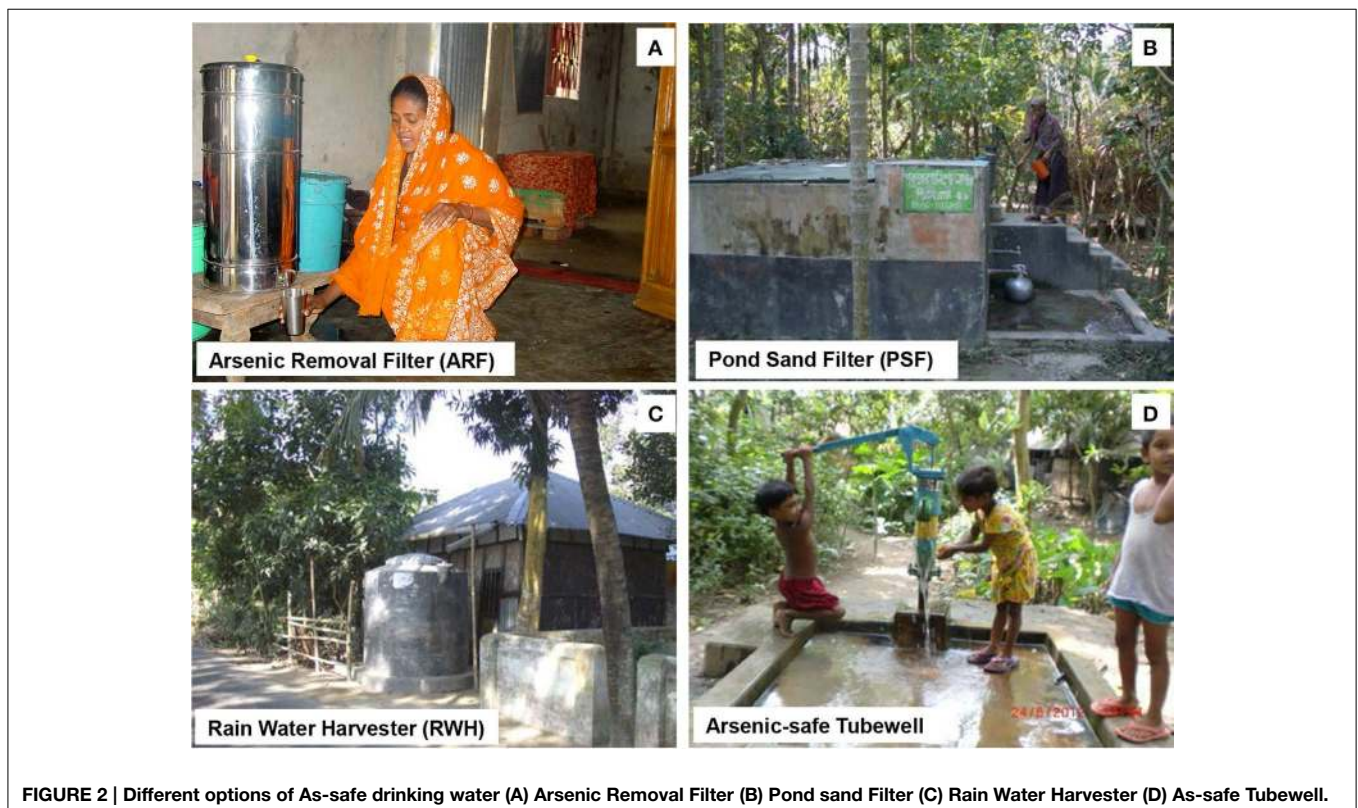 A
Arsenic Removal Filter (ARF)
B
Pond Sand Filter (PSF)
C
Rain Water Harvester (RWH)
D
Arsenic-safe Tubewell
FIGURE 2 | Different options of As-safe drinking water (A) Arsenic Removal Filter (B) Pond sand Filter (C) Rain Water Harvester (D) As-safe Tubewell.